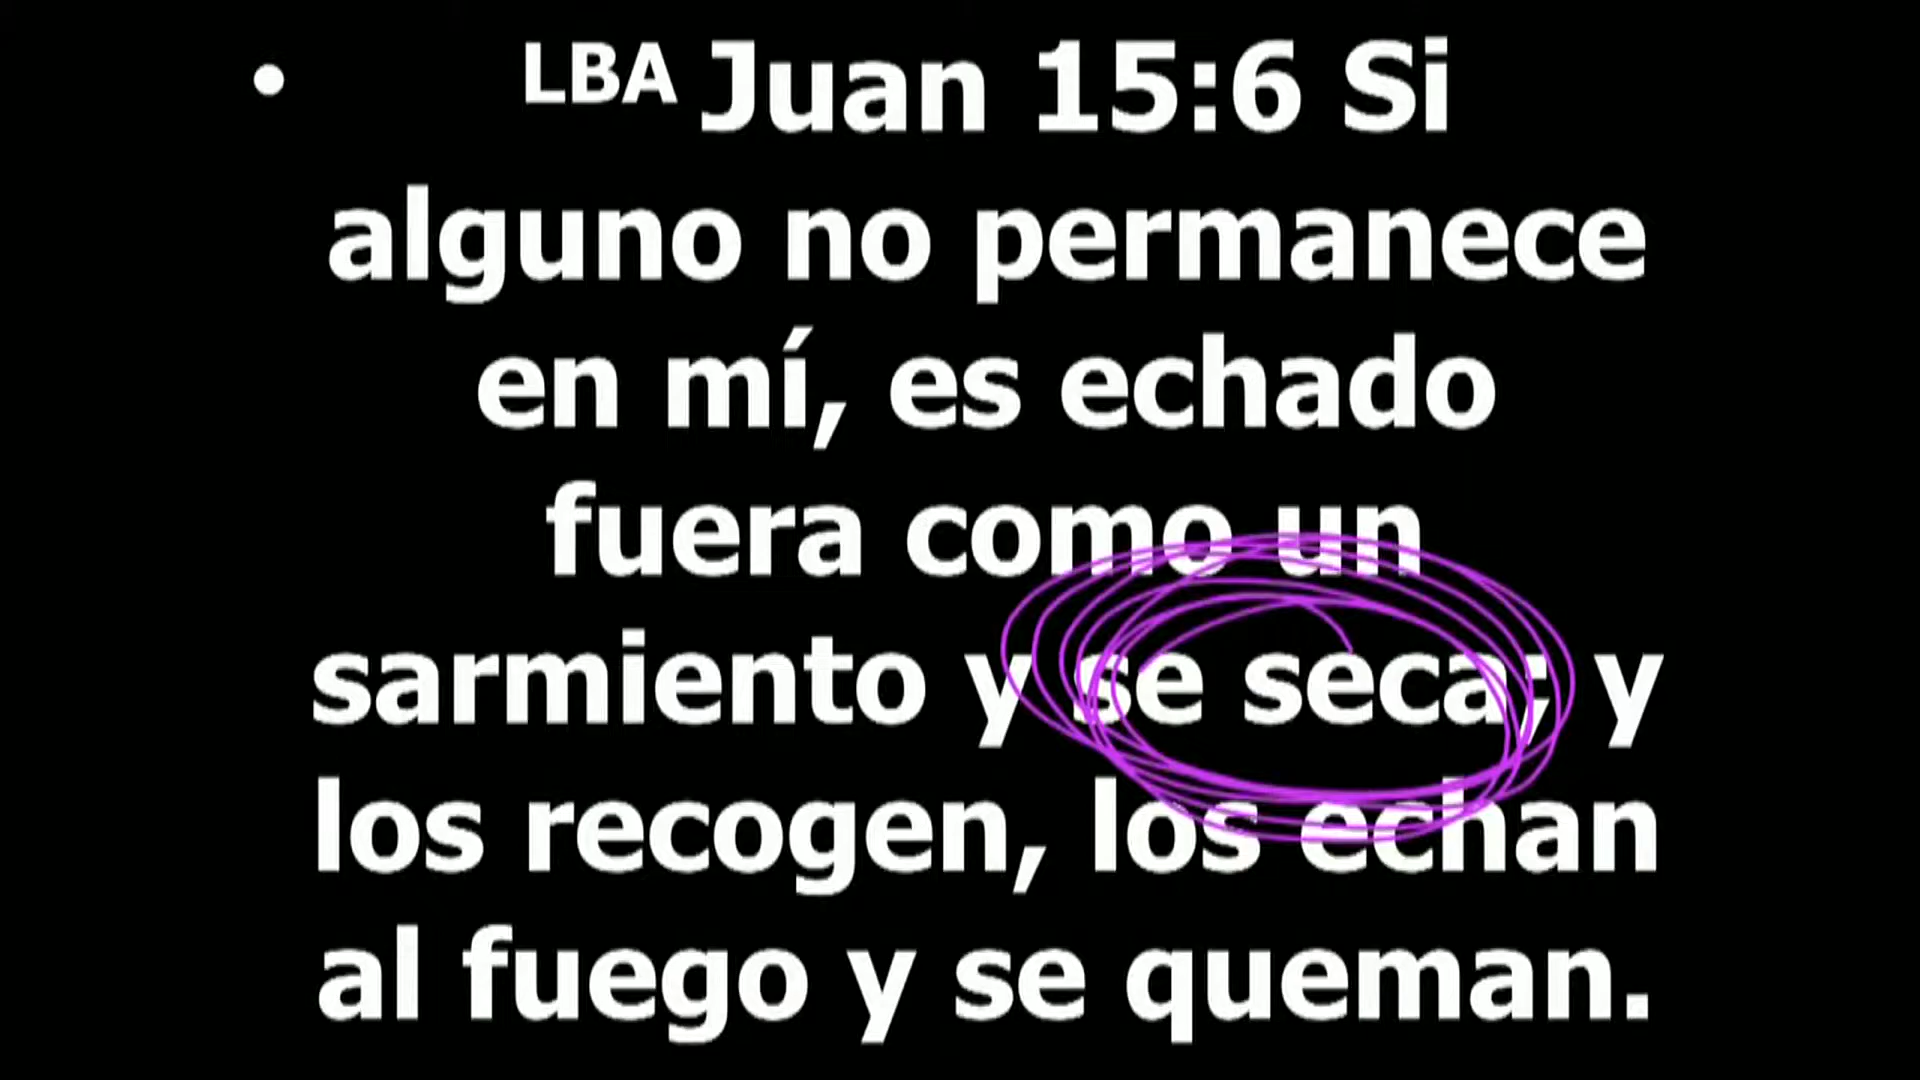 • LBA Juan 15:6 Si
alguno no permanece
en mí, es echado
fuera como un
sarmiento y se seca; y
los recogen, los echan
al fuego y se queman.